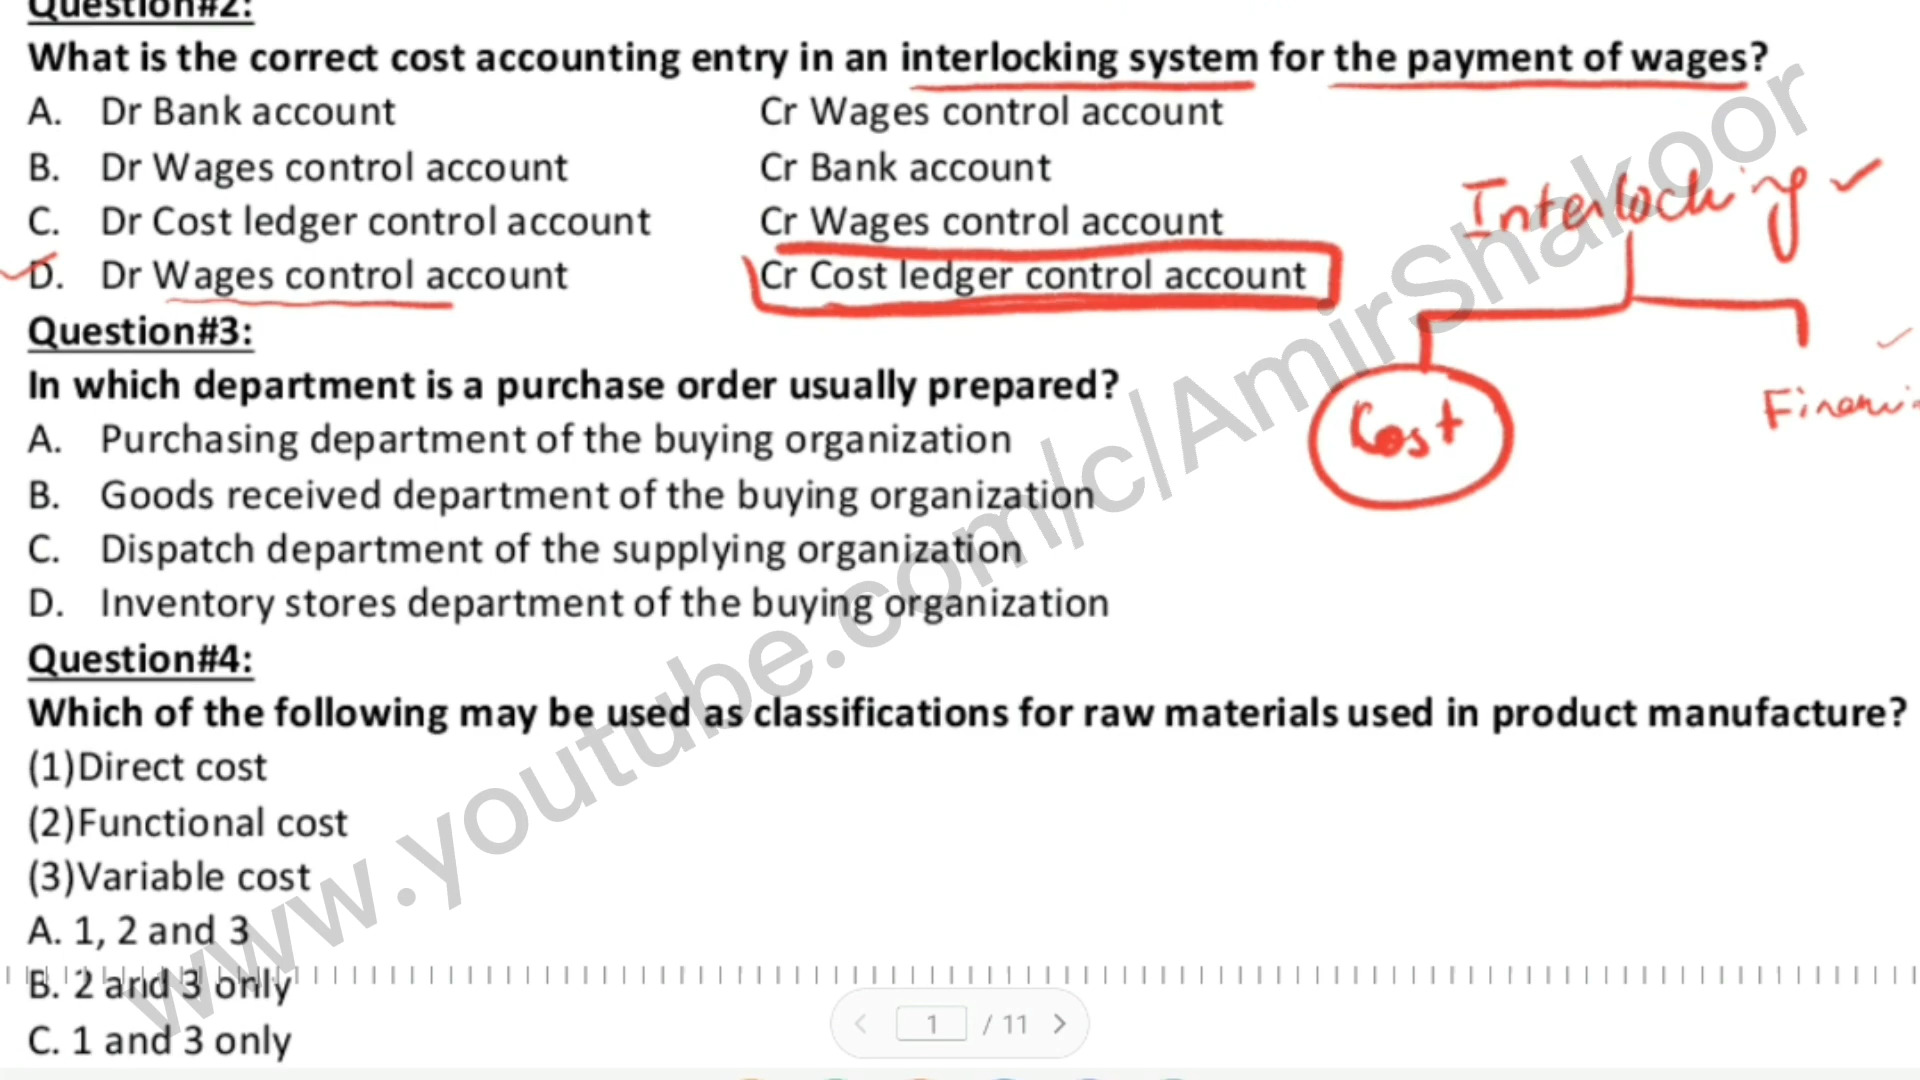 Question#2:
What is the correct cost accounting entry in an interlocking system for the payment of wages?
A. Dr Bank account Cr Wages control account
B. Dr Wages control account Cr Bank account
C. Dr Cost ledger control account Cr Wages control account
D. Dr Wages control account Cr Cost ledger control account
Interlocking
Cost
Question#3:
In which department is a purchase order usually prepared?
A. Purchasing department of the buying organization
B. Goods received department of the buying organization
C. Dispatch department of the supplying organization
D. Inventory stores department of the buying organization
Question#4:
Which of the following may be used as classifications for raw materials used in product manufacture?
(1)Direct cost
(2)Functional cost
(3)Variable cost
A. 1, 2 and 3
B. 2 and 3 only
C. 1 and 3 only
www.youtube.com/c/AmirShakoor
1 / 11